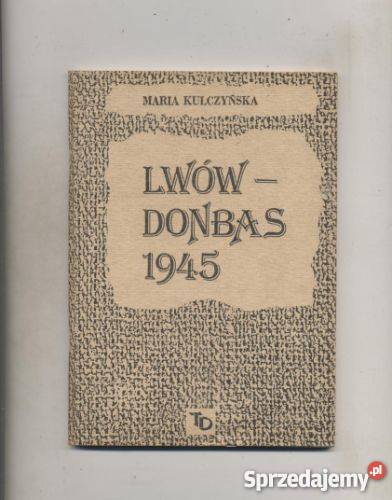 MARIA KULCZYŃSKA
LWÓW –
DONBAS
1945
TD
Sprzedajemy.pl